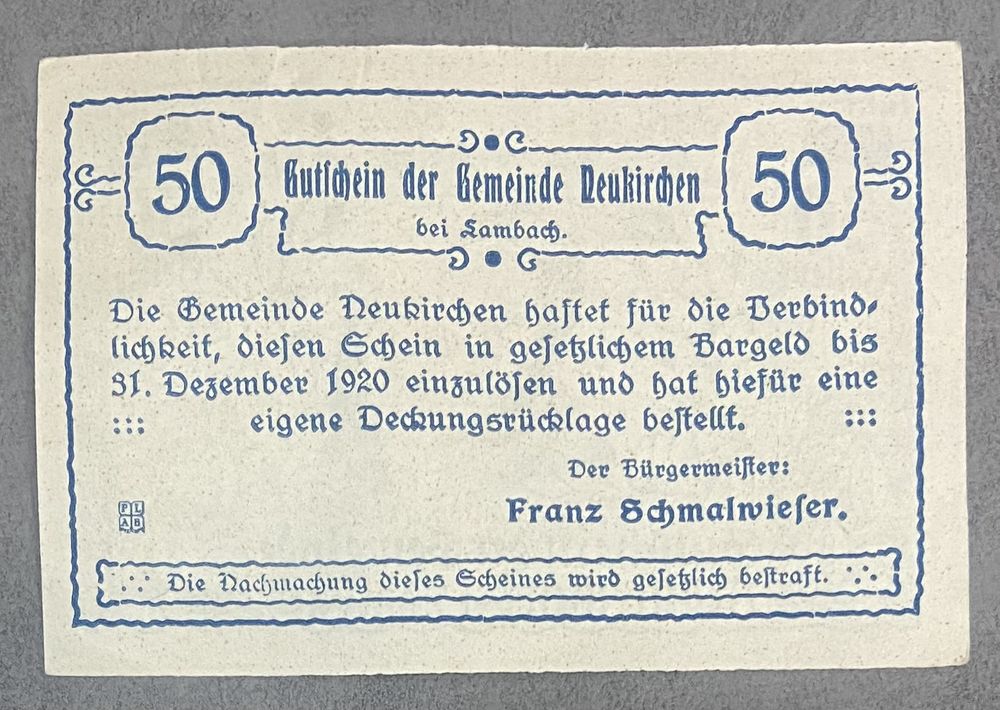 50 Gutschein der Gemeinde Neukirchen 50
bei Lambach.
Die Gemeinde Neukirchen haftet für die Verbind-
lichkeit, diesen Schein in gesetzlichem Bargeld bis
31. Dezember 1920 einzulösen und hat hiefür eine
eigene Deckungsrücklage bestellt.
Der Bürgermeister:
Franz Schmalwieser.
P L
A B
Die Nachmachung dieses Scheines wird gesetzlich bestraft.